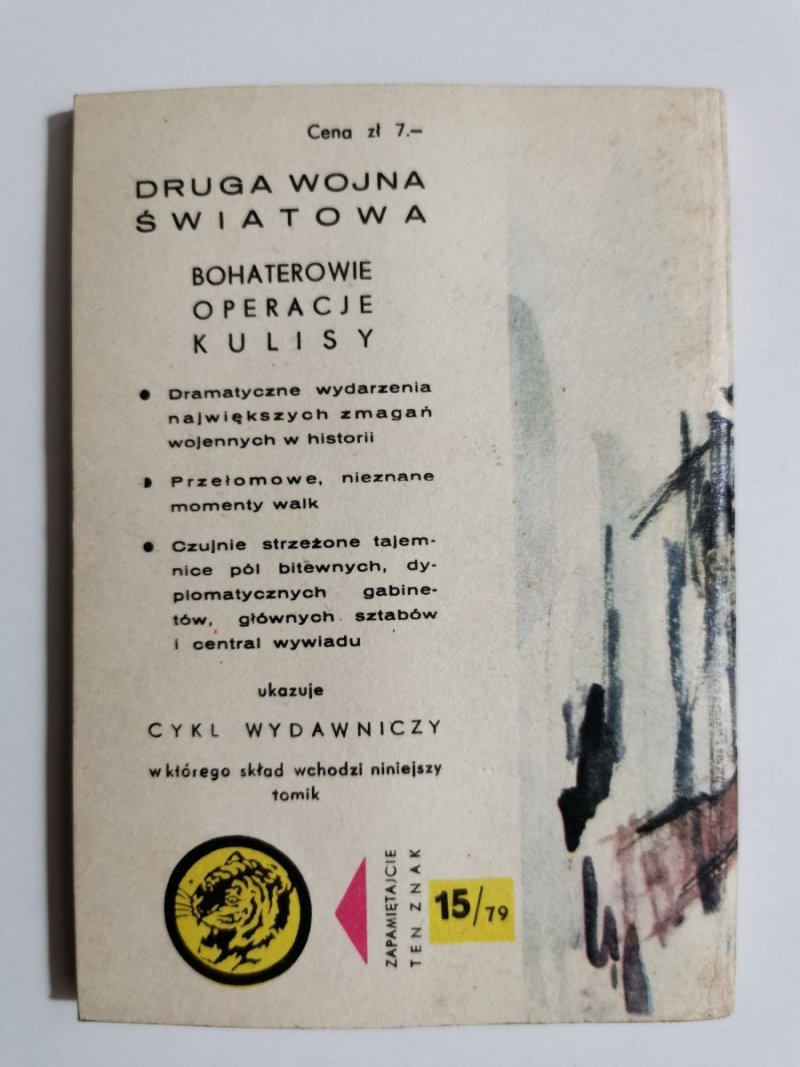 Cena zł 7.–
DRUGA WOJNA
ŚWIATOWA
BOHATEROWIE
OPERACJE
KULISY
● Dramatyczne wydarzenia
największych zmagań
wojennych w historii
● Przełomowe, nieznane
momenty walk
● Czujnie strzeżone tajem-
nice pól bitewnych, dy-
plomatycznych gabine-
tów, głównych sztabów
i central wywiadu
ukazuje
CYKL WYDAWNICZY
w którego skład wchodzi niniejszy
tomik
ZAPAMIĘTAJCIE
TEN ZNAK
15/79